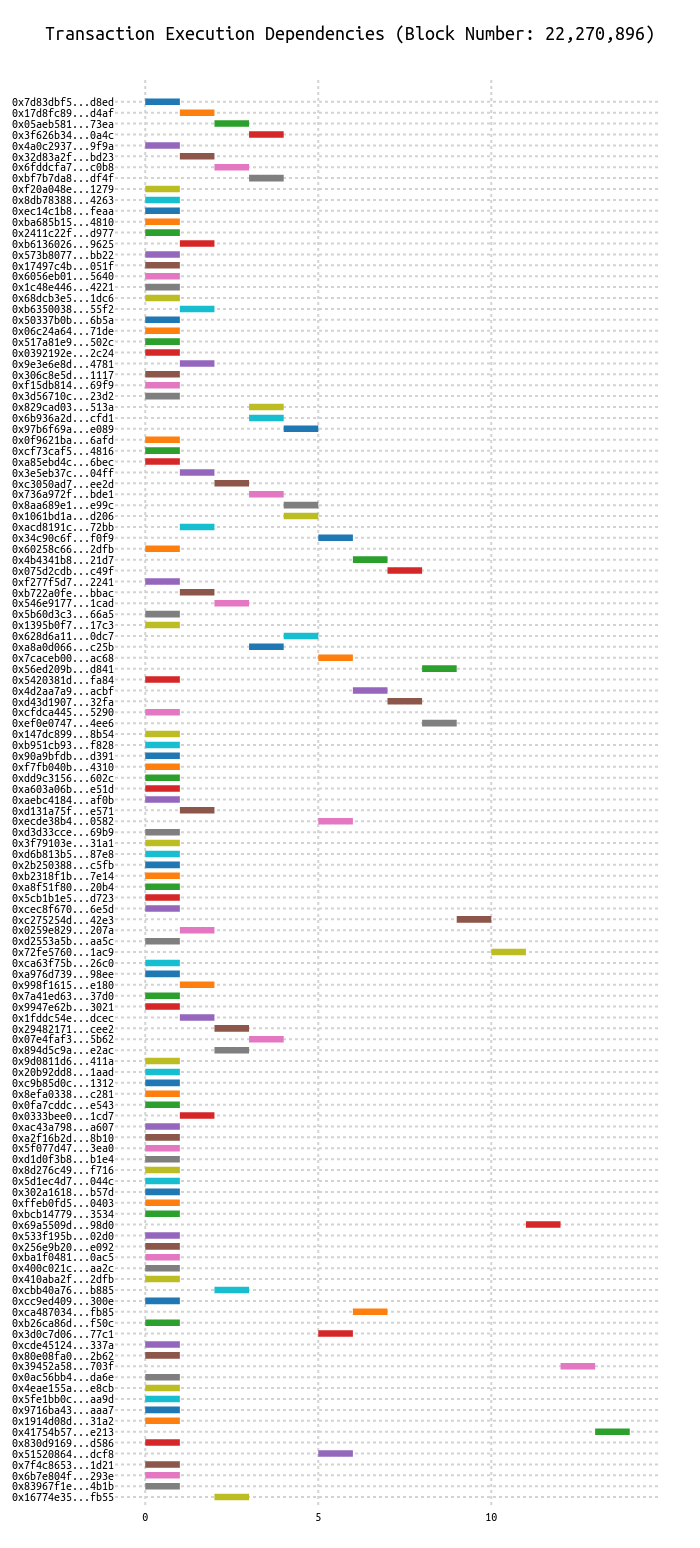 Transaction Execution Dependencies (Block Number: 22,270,896)
0x7d83dbf5...d8ed
0x17d8fc89...d4af
0x05aeb581...73ea
0x3f626b34...0a4c
0x4a0c2937...9f9a
0x32d83a2f...bd23
0x6fddcfa7...c0b8
0xbf7b7da8...df4f
0xf20a048e...1279
0x8db78388...4263
0xec14c1b8...feaa
0xba685b15...4810
0x2411c22f...d977
0xb6136026...9625
0x573b8077...bb22
0x17497c4b...051f
0x6056eb01...5640
0x1c48e446...4221
0x68dcb3e5...1dc6
0xb6350038...55f2
0x50337b0b...6b5a
0x06c24a64...71de
0x517a81e9...502c
0x0392192e...2c24
0x9e3e6e8d...4781
0x306c8e5d...1117
0xf15db814...69f9
0x3d56710c...23d2
0x829cad03...513a
0x6b936a2d...cfd1
0x97b6f69a...e089
0x0f9621ba...6afd
0xcf73caf5...4816
0xa85ebd4c...6bec
0x3e5eb37c...04ff
0xc3050ad7...ee2d
0x736a972f...bde1
0x8aa689e1...e99c
0x1061bd1a...d206
0xacd8191c...72bb
0x34c90c6f...f0f9
0x60258c66...2dfb
0x4b4341b8...21d7
0x075d2cdb...c49f
0xf277f5d7...2241
0xb722a0fe...bbac
0x546e9177...1cad
0x5b60d3c3...66a5
0x1395b0f7...17c3
0x628d6a11...0dc7
0xa8a0d066...c25b
0x7caceb00...ac68
0x56ed209b...d841
0x5420381d...fa84
0x4d2aa7a9...acbf
0xd43d1907...32fa
0xcfdca445...5290
0xef0e0747...4ee6
0x147dc899...8b54
0xb951cb93...f828
0x90a9bfdb...d391
0xf7fb040b...4310
0xdd9c3156...602c
0xa603a06b...e51d
0xaebc4184...af0b
0xd131a75f...e571
0xecde38b4...0582
0xd3d33cce...69b9
0x3f79103e...31a1
0xd6b813b5...87e8
0x2b250388...c5fb
0xb2318f1b...7e14
0xa8f51f80...20b4
0x5cb1b1e5...d723
0xcec8f670...6e5d
0xc275254d...42e3
0x0259e829...207a
0xd2553a5b...aa5c
0x72fe5760...1ac9
0xca63f75b...26c0
0xa976d739...98ee
0x998f1615...e180
0x7a41ed63...37d0
0x9947e62b...3021
0x1fddc54e...dcec
0x29482171...cee2
0x07e4faf3...5b62
0x894d5c9a...e2ac
0x9d0811d6...411a
0x20b92dd8...1aad
0xc9b85d0c...1312
0x8efa0338...c281
0x0fa7cddc...e543
0x0333bee0...1cd7
0xac43a798...a607
0xa2f16b2d...8b10
0x5f077d47...3ea0
0xd1d0f3b8...b1e4
0x8d276c49...f716
0x5d1ec4d7...044c
0x302a1618...b57d
0xffeb0fd5...0403
0xbcb14779...3534
0x69a5509d...98d0
0x533f195b...02d0
0x256e9b20...e092
0xba1f0481...0ac5
0x400c021c...aa2c
0x410aba2f...2dfb
0xcbb40a76...b885
0xcc9ed409...300e
0xca487034...fb85
0xb26ca86d...f50c
0x3d0c7d06...77c1
0xcde45124...337a
0x80e08fa0...2b62
0x39452a58...703f
0x0ac56bb4...da6e
0x4eae155a...e8cb
0x5fe1bb0c...aa9d
0x9716ba43...aaa7
0x1914d08d...31a2
0x41754b57...e213
0x830d9169...d586
0x51520864...dcf8
0x7f4c8653...1d21
0x6b7e804f...293e
0x83967f1e...4b1b
0x16774e35...fb55
0 5 10